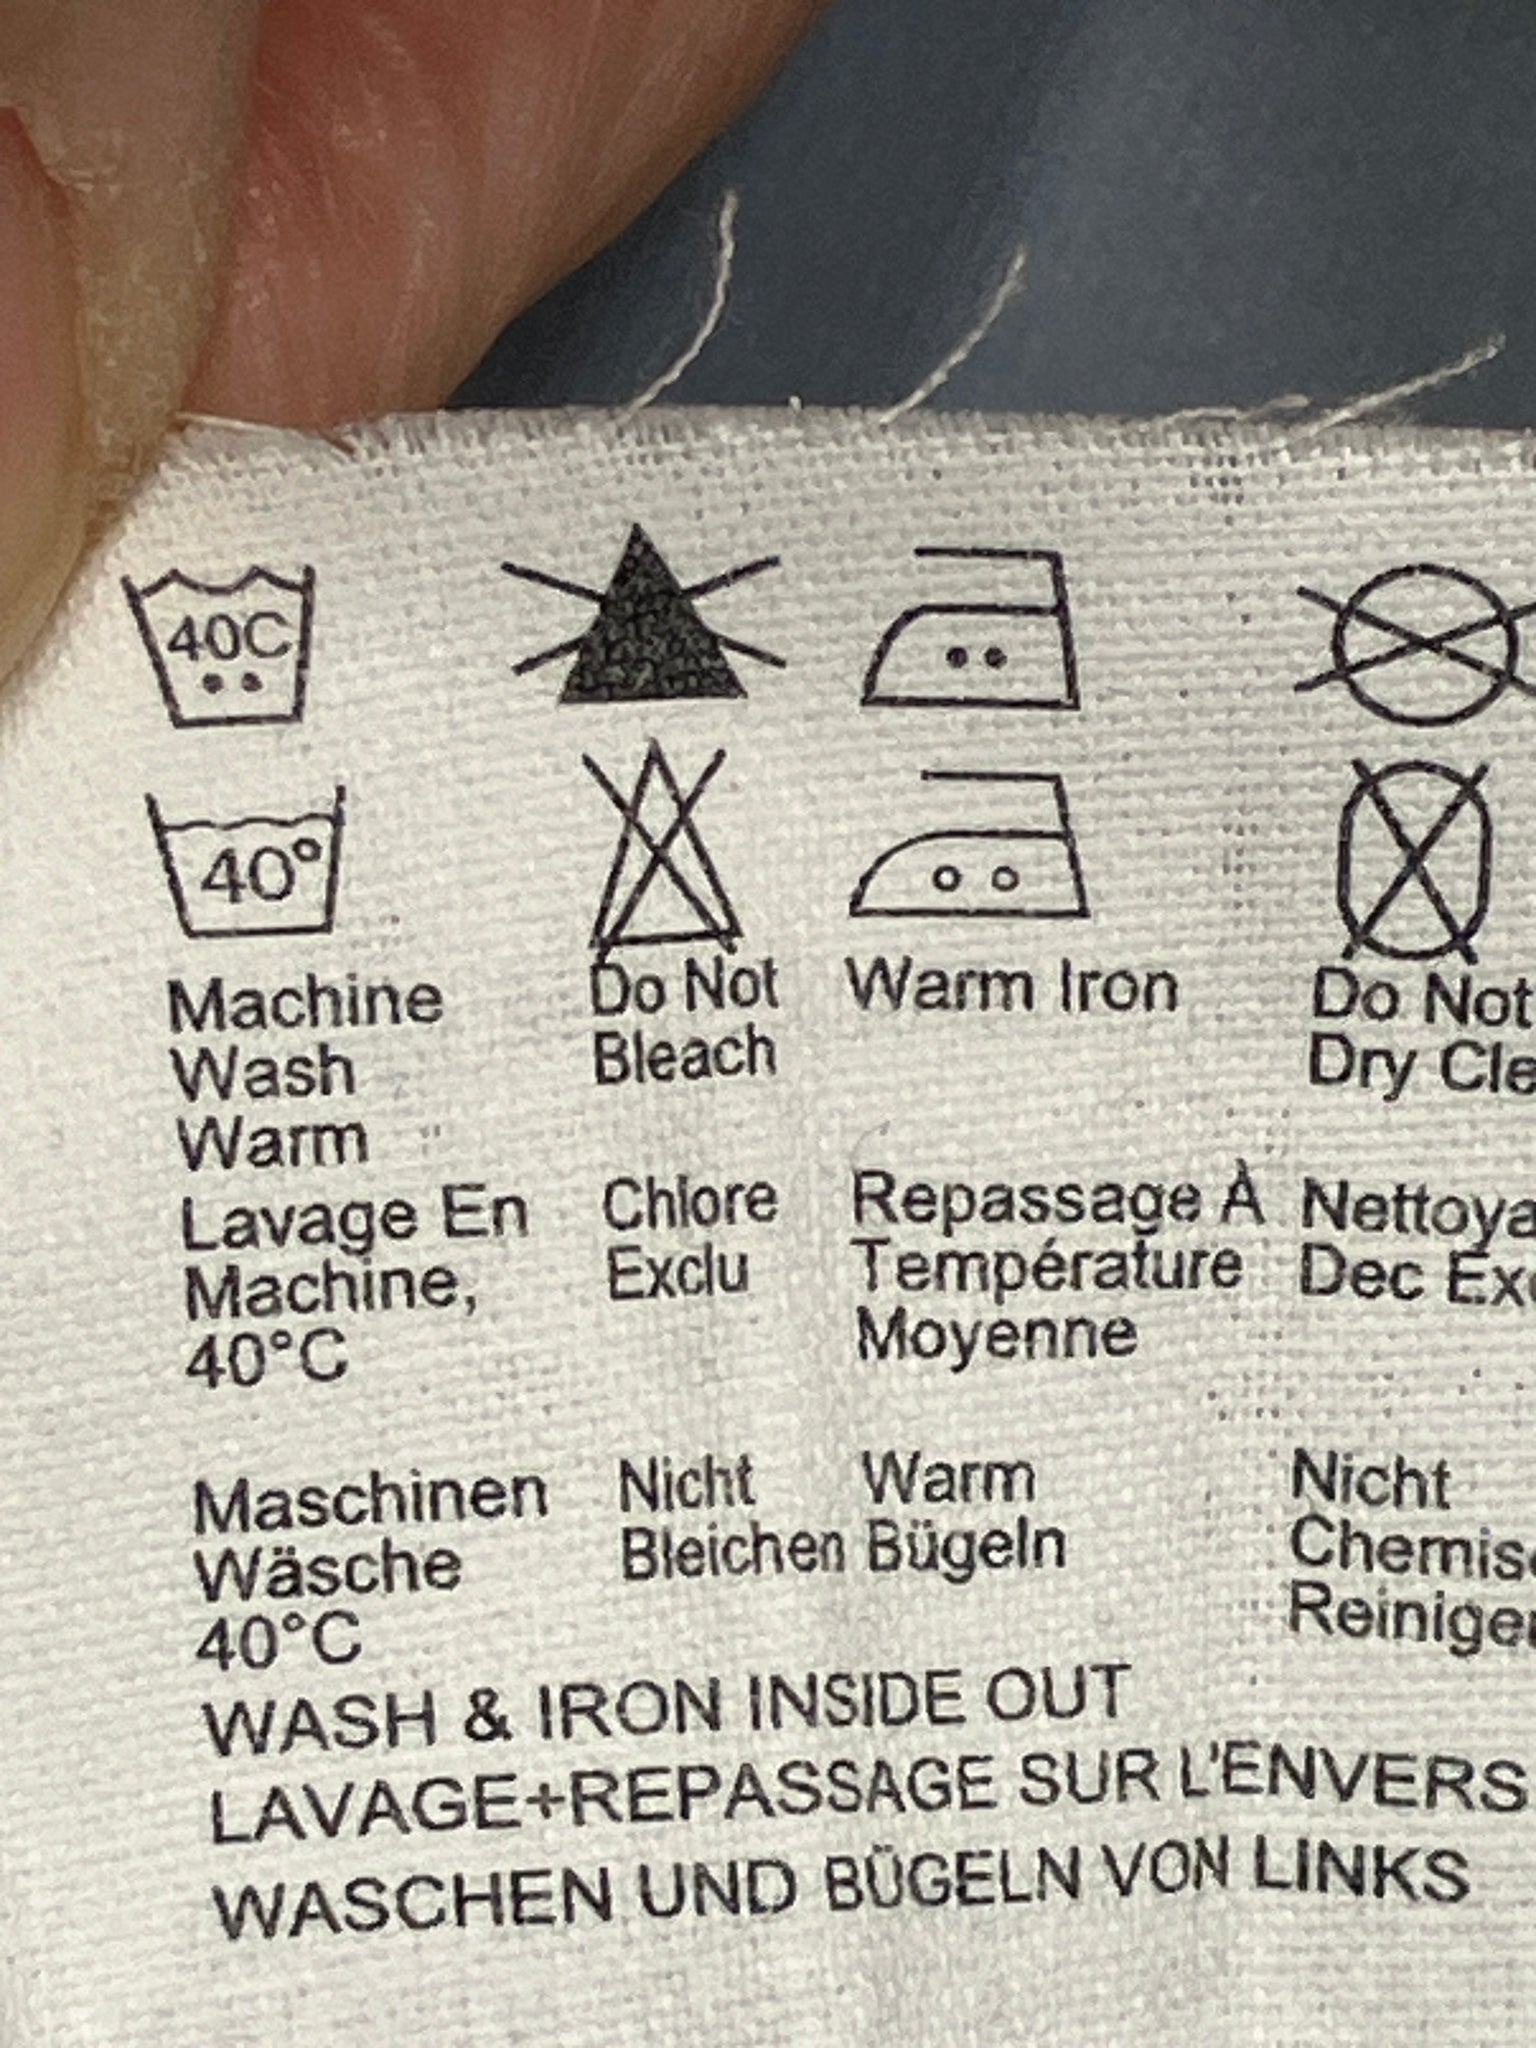 40C
40°
Machine Wash Warm
Do Not Bleach
Warm Iron
Do Not Dry
Lavage En Machine, 40°C
Chlore Exclu
Repassage À Température Moyenne
Dec
Maschinen Wäsche 40°C
Nicht Bleichen
Warm Bügeln
Nicht
WASH & IRON INSIDE OUT
LAVAGE+REPASSAGE SUR L'ENVERS
WASCHEN UND BÜGELN VON LINKS